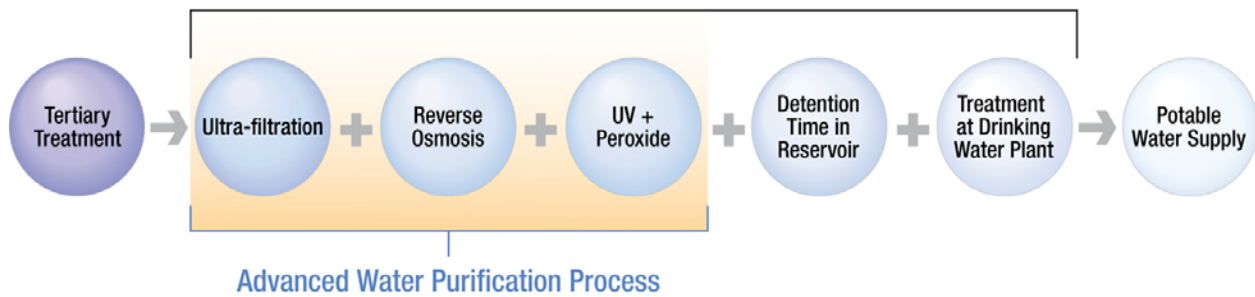 Tertiary
Treatment
Ultra-filtration
Reverse
Osmosis
UV +
Peroxide
Detention
Time in
Reservoir
Treatment
at Drinking
Water Plant
Potable
Water Supply
Advanced Water Purification Process